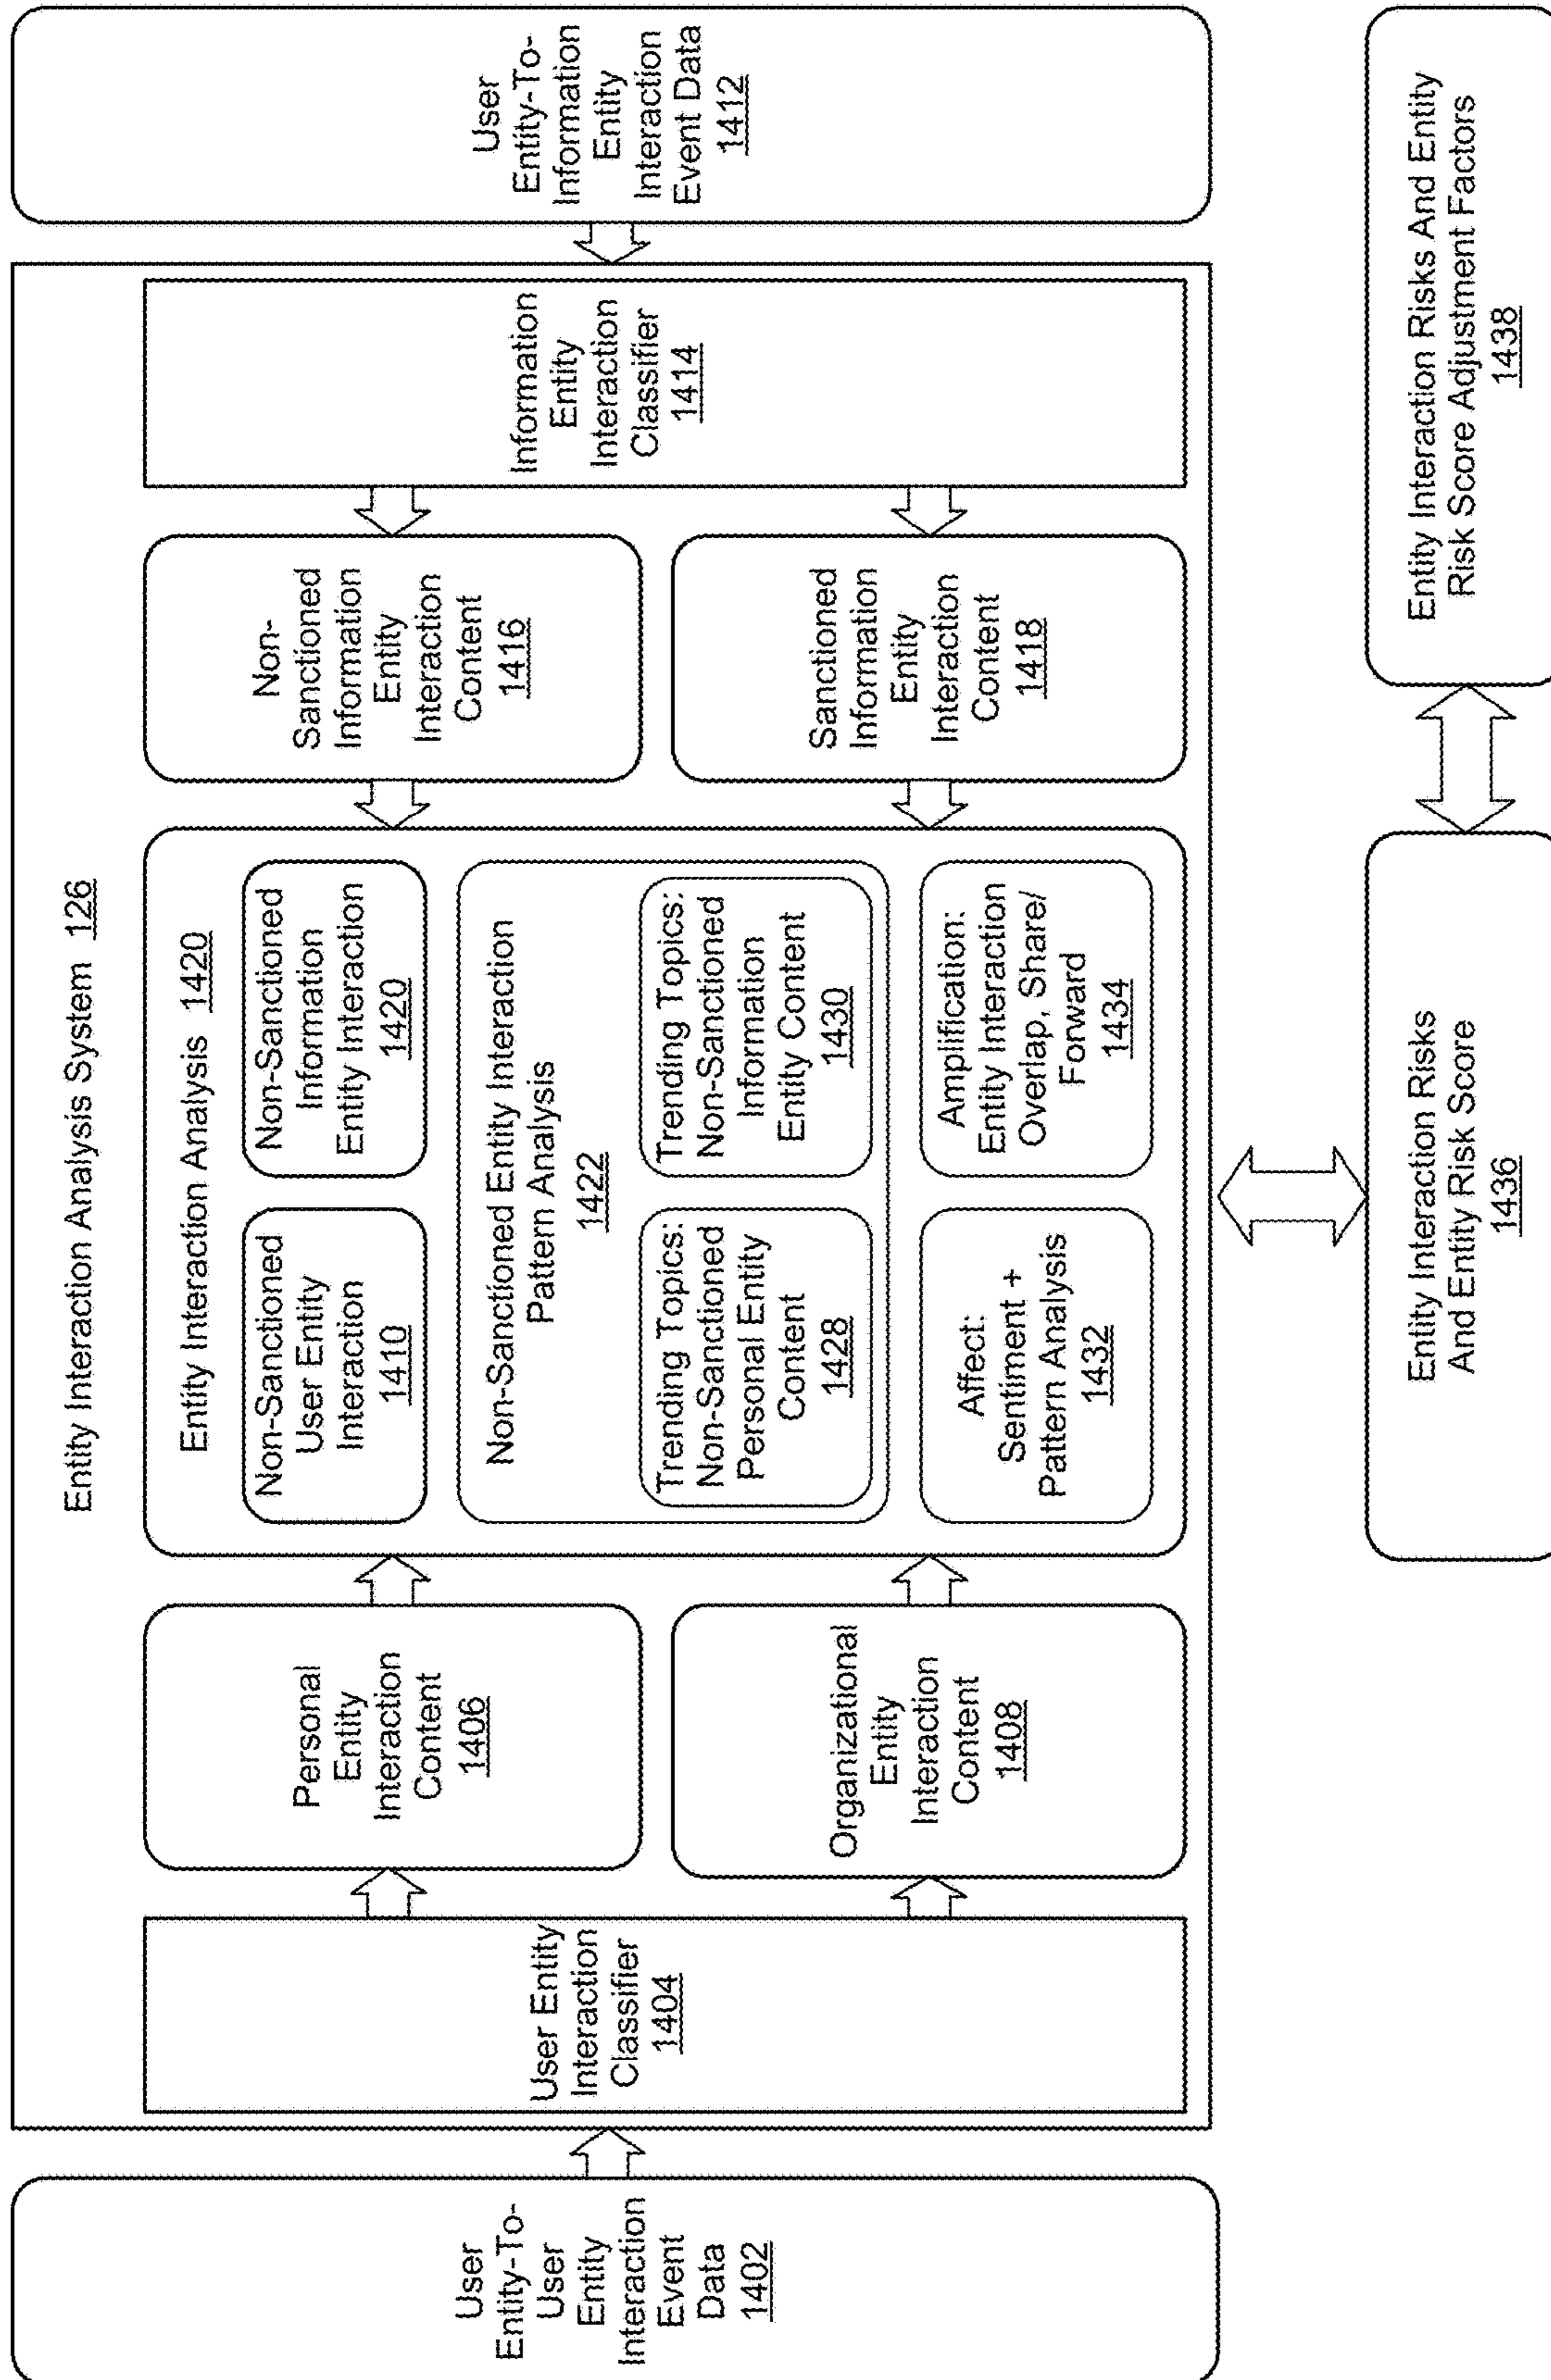 Entity Interaction Analysis System 126
User
Entity-To-
User
Entity
Interaction
Event
Data
1402
User Entity
Interaction
Classifier
1404
Personal
Entity
Interaction
Content
1406
Organizational
Entity
Interaction
Content
1408
Entity Interaction Analysis 1420
Non-Sanctioned
User Entity
Interaction
1410
Non-Sanctioned
Information
Entity Interaction
1420
Non-Sanctioned Entity Interaction
Pattern Analysis
1422
Trending Topics:
Non-Sanctioned
Personal Entity
Content
1428
Trending Topics:
Non-Sanctioned
Information
Entity Content
1430
Affect:
Sentiment +
Pattern Analysis
1432
Amplification:
Entity Interaction
Overlap, Share/
Forward
1434
Non-
Sanctioned
Information
Entity
Interaction
Content
1416
Sanctioned
Information
Entity
Interaction
Content
1418
Information
Entity
Interaction
Classifier
1414
User
Entity-To-
Information
Entity
Interaction
Event Data
1412
Entity Interaction Risks
And Entity Risk Score
1436
Entity Interaction Risks And Entity
Risk Score Adjustment Factors
1438